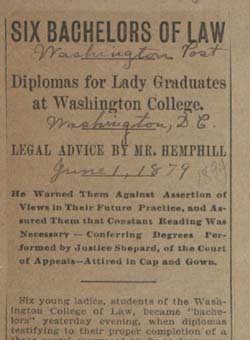 SIX BACHELORS OF LAW
Washington Post
Diplomas for Lady Graduates
at Washington College.
Washington, D C
LEGAL ADVICE BY MR. HEMPHILL
June 1, 1879
He Warned Them Against Assertion of
Views in Their Future Practice, and As-
sured Them that Constant Reading Was
Necessary — Conferring Degrees Per-
formed by Justice Shepard, of the Court
of Appeals—Attired in Cap and Gown.
Six young ladies, students of the Wash-
ington College of Law, became "bache-
lors" yesterday evening, when diplomas
testifying to their proper completion of a